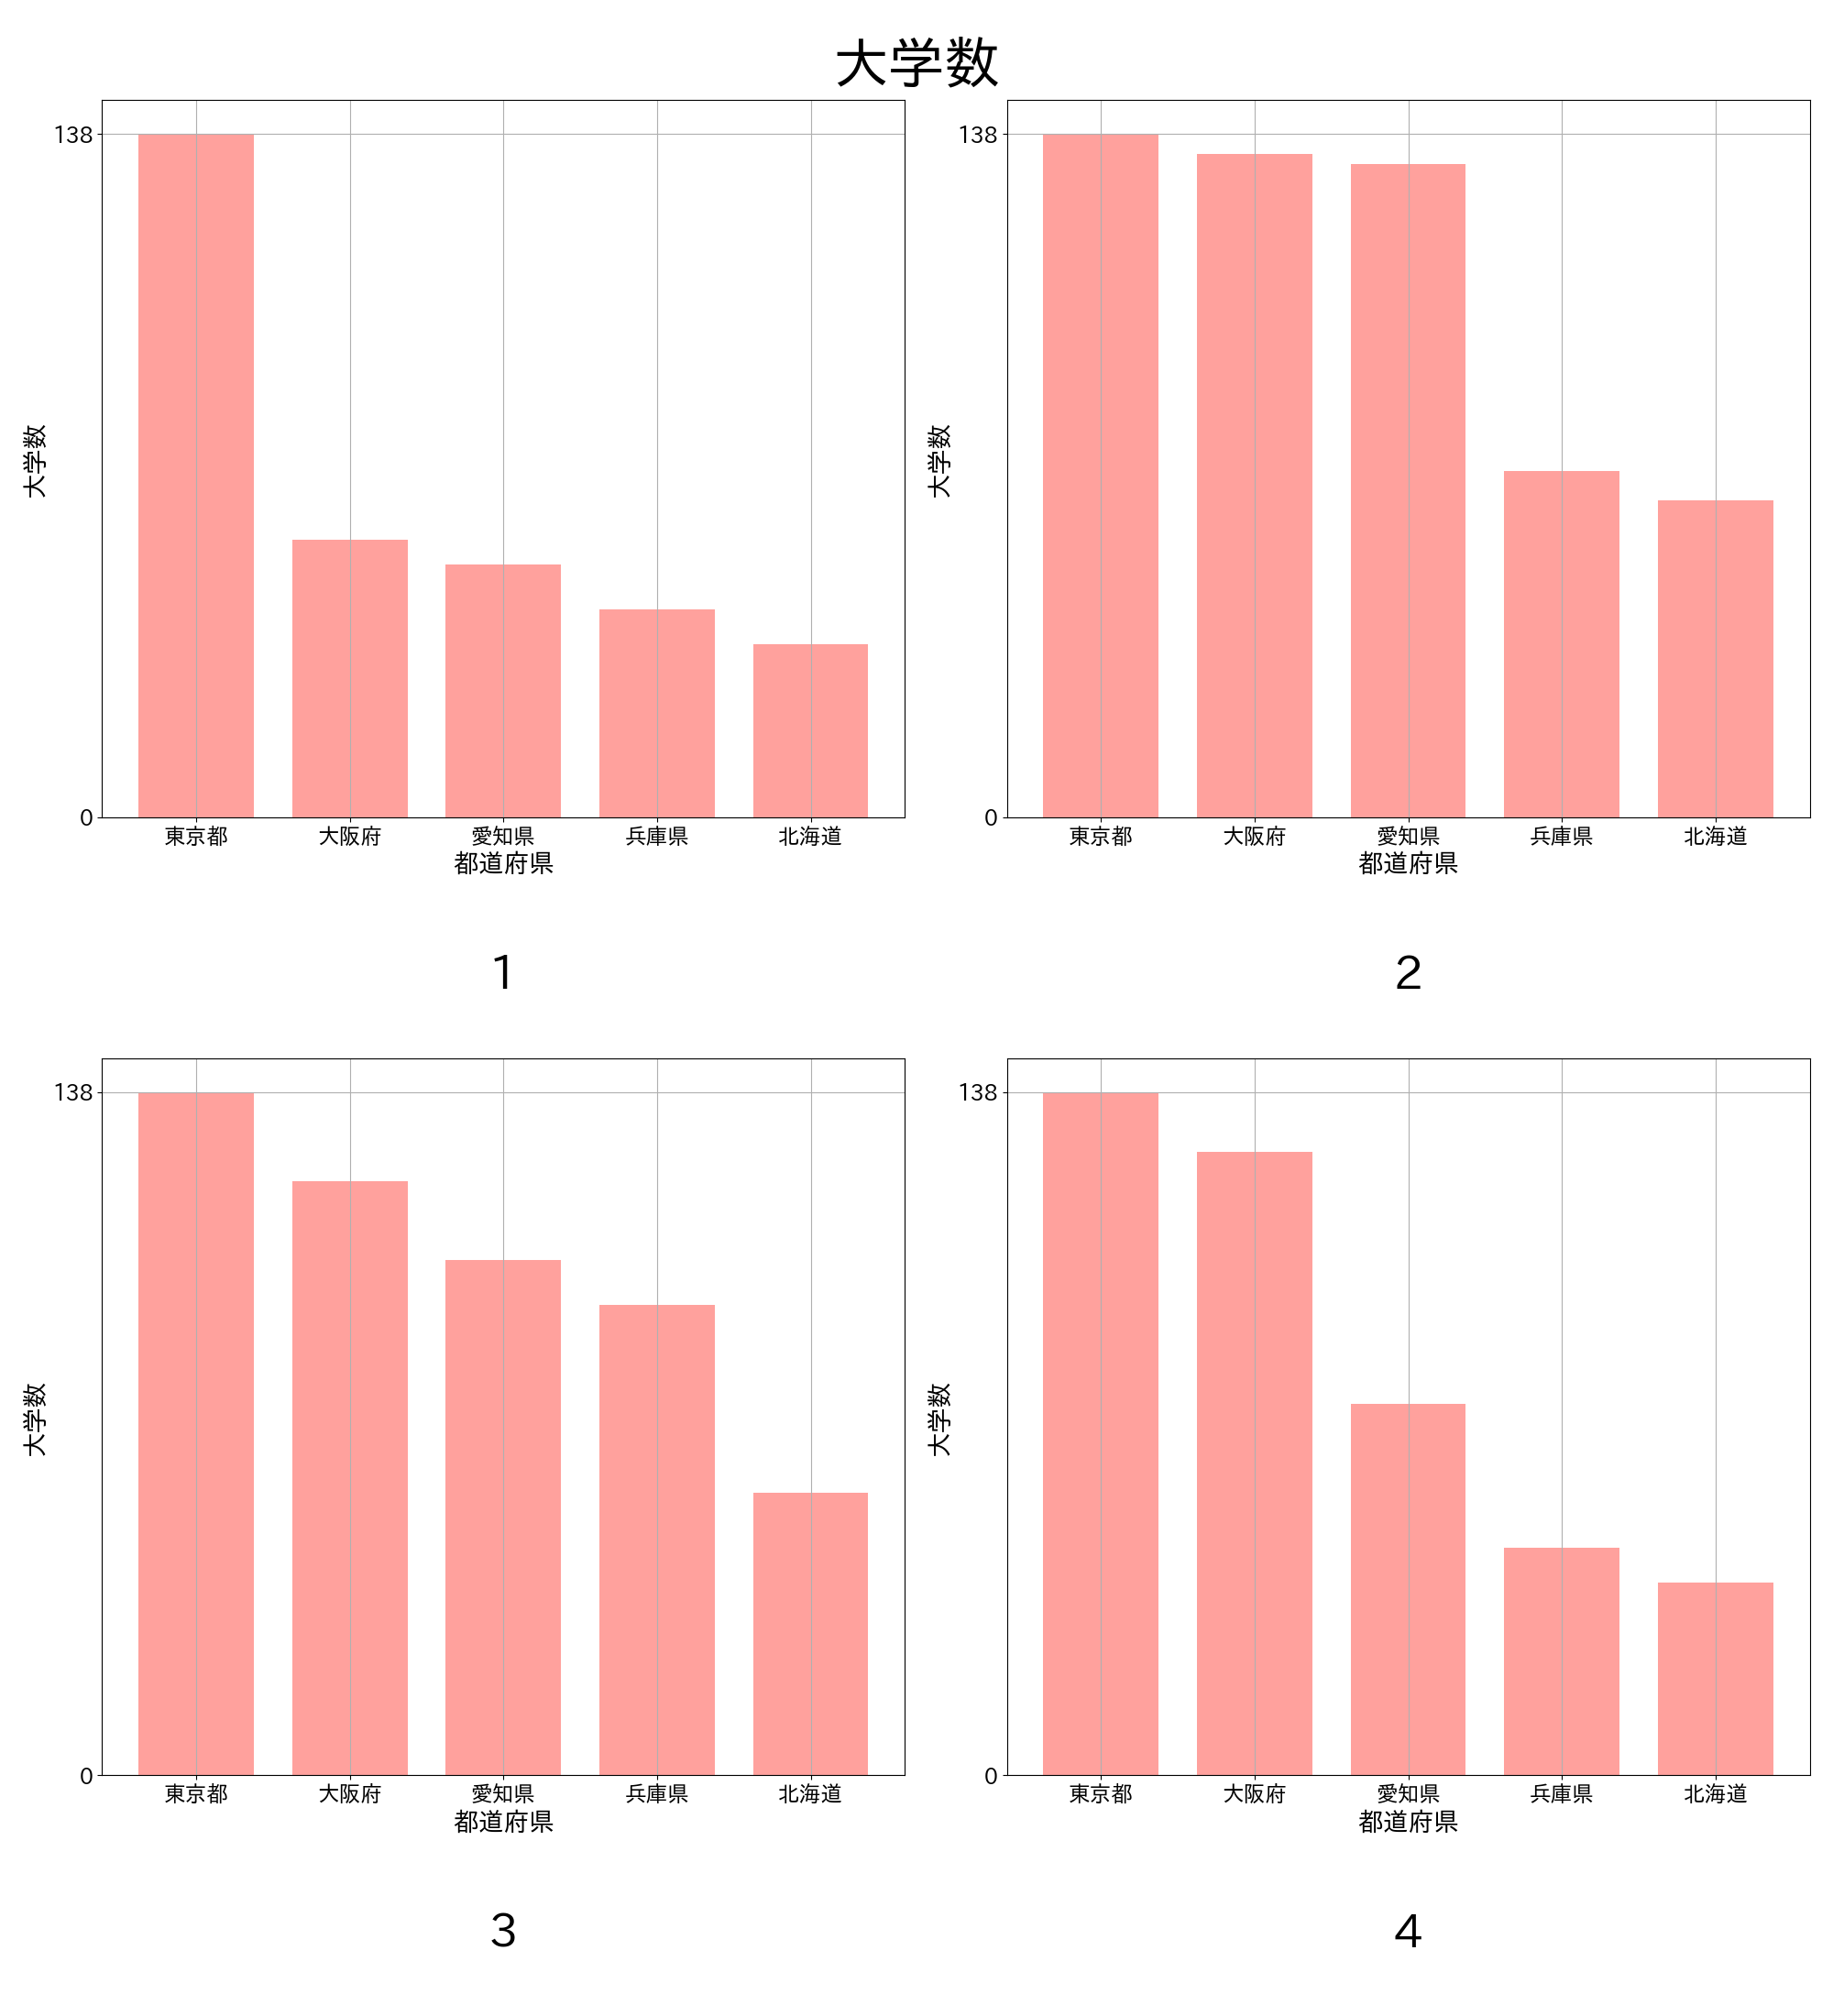 大学数
138
0
大学数
東京都 大阪府 愛知県 兵庫県 北海道
都道府県
1
138
0
大学数
東京都 大阪府 愛知県 兵庫県 北海道
都道府県
2
138
0
大学数
東京都 大阪府 愛知県 兵庫県 北海道
都道府県
3
138
0
大学数
東京都 大阪府 愛知県 兵庫県 北海道
都道府県
4